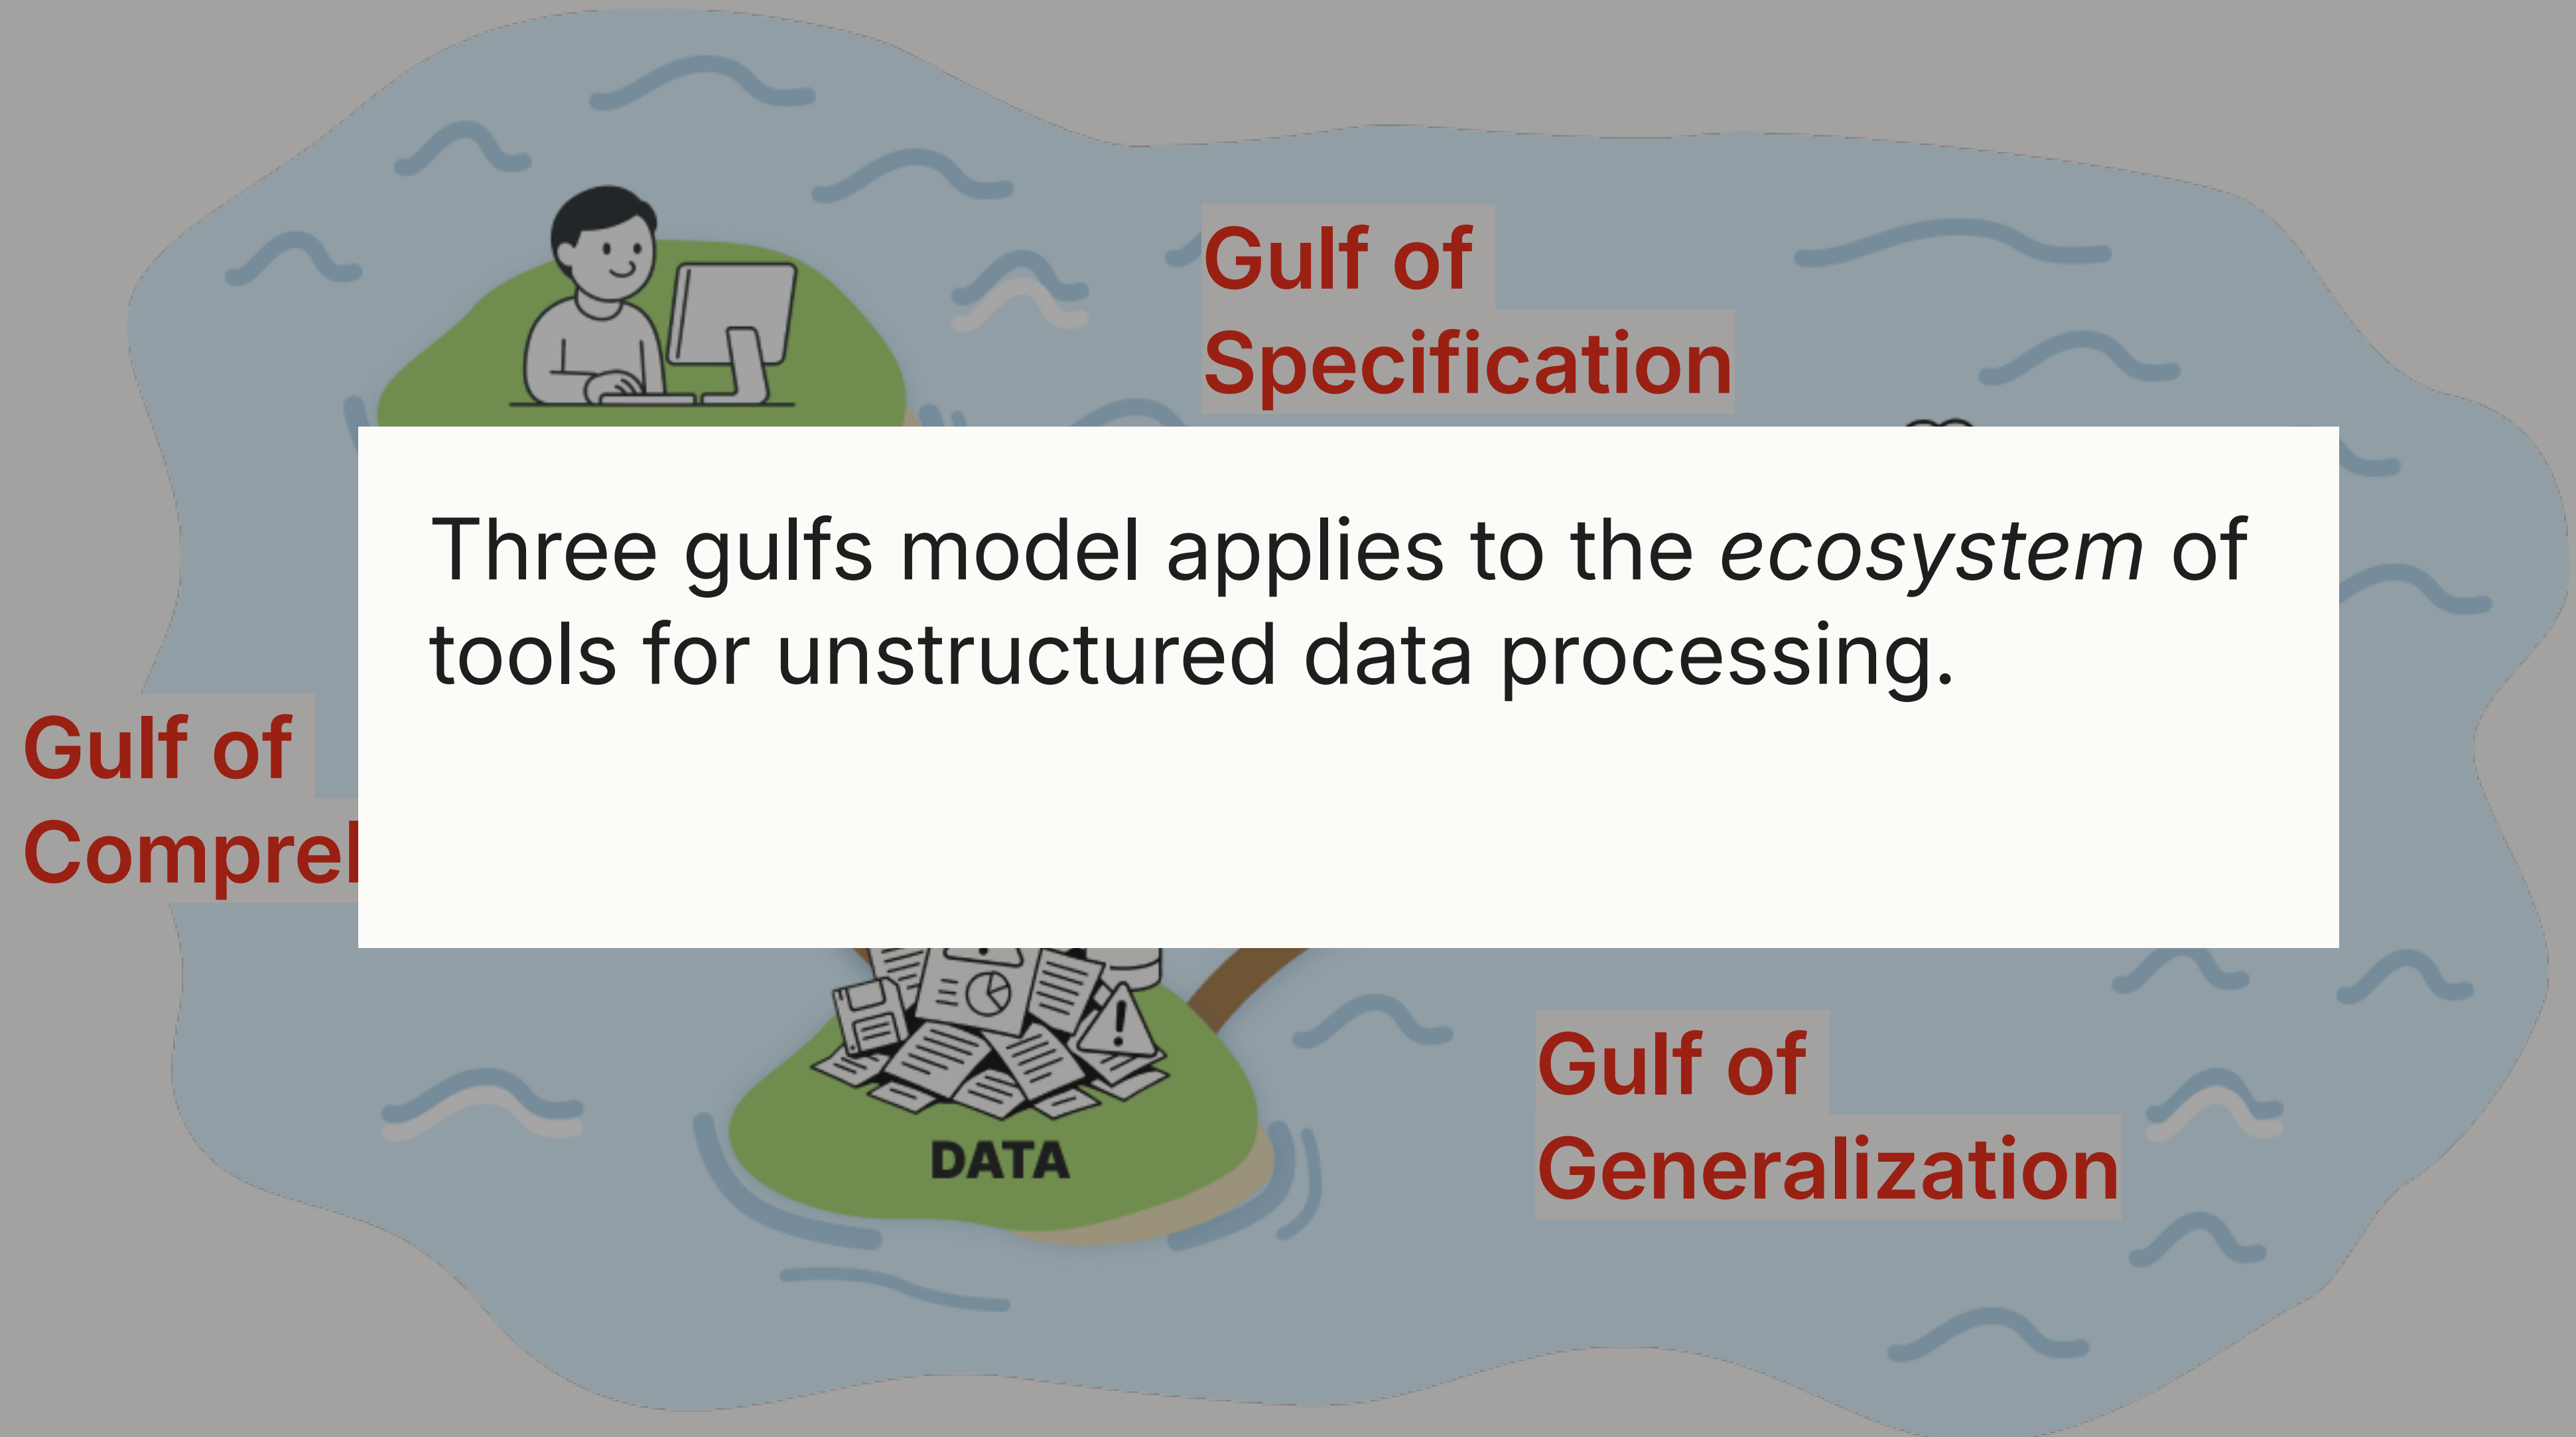 Gulf of
Specification
Three gulfs model applies to the ecosystem of
tools for unstructured data processing.
Gulf of
DATA
Gulf of
Generalization